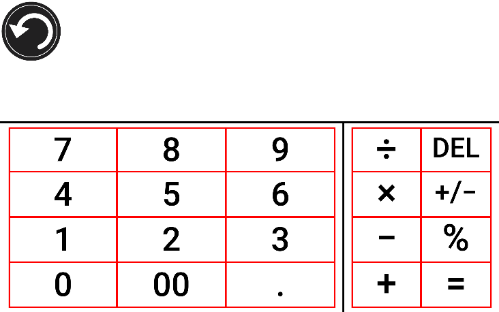 7 8 9 ÷ DEL
4 5 6 × +/−
1 2 3 − %
0 00 . + =